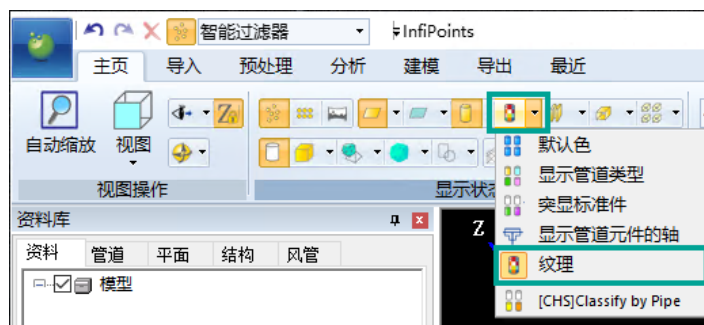 智能过滤器 InfiPoints
主页 导入 预处理 分析 建模 导出 最近
自动缩放 视图
视图操作 显示状态
资料库
资料 管道 平面 结构 风管
模型
Z
默认色
显示管道类型
突显标准件
显示管道元件的轴
纹理
[CHS]Classify by Pipe